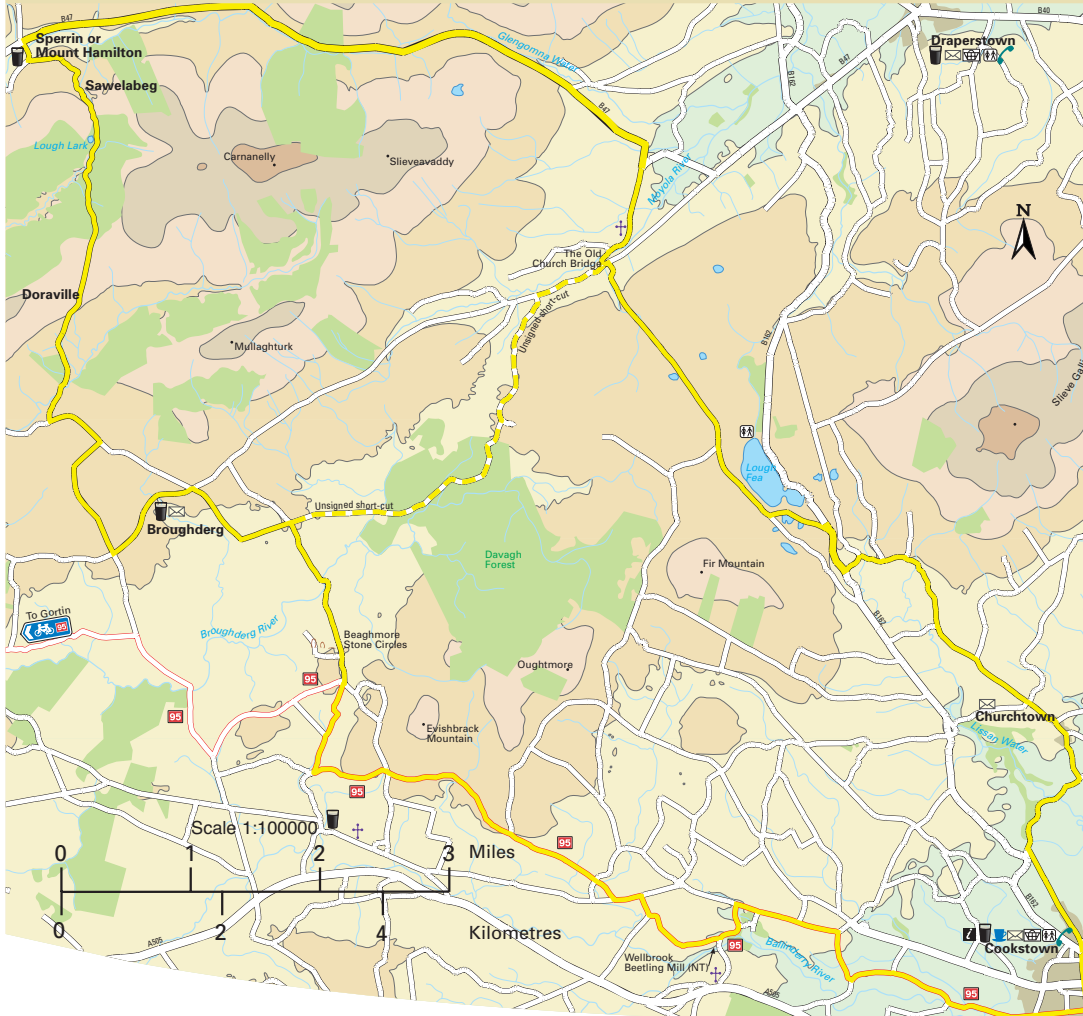 B47
B40
Sperrin or
Mount Hamilton
Glengomna Water
Draperstown
B47
Sawelabeg
B162
B47
Lough Lark
Carnanelly
Slieveavaddy
Moyola River
N
The Old
Church Bridge
Doraville
Unsigned short-cut
B162
Mullaghturk
Lough
Fea
Unsigned short-cut
Broughderg
Davagh
Forest
Fir Mountain
To Gortin
95
Broughderg River
B162
Beaghmore
Stone Circles
Oughtmore
95
95
Churchtown
Evishbrack
Mountain
Lissan Water
95
Scale 1:100000
95
0 1 2 3 Miles
B162
0 2 4 Kilometres
A505
95
Cookstown
Wellbrook
Beetling Mill (NT)
Ballinderry River
A505
95